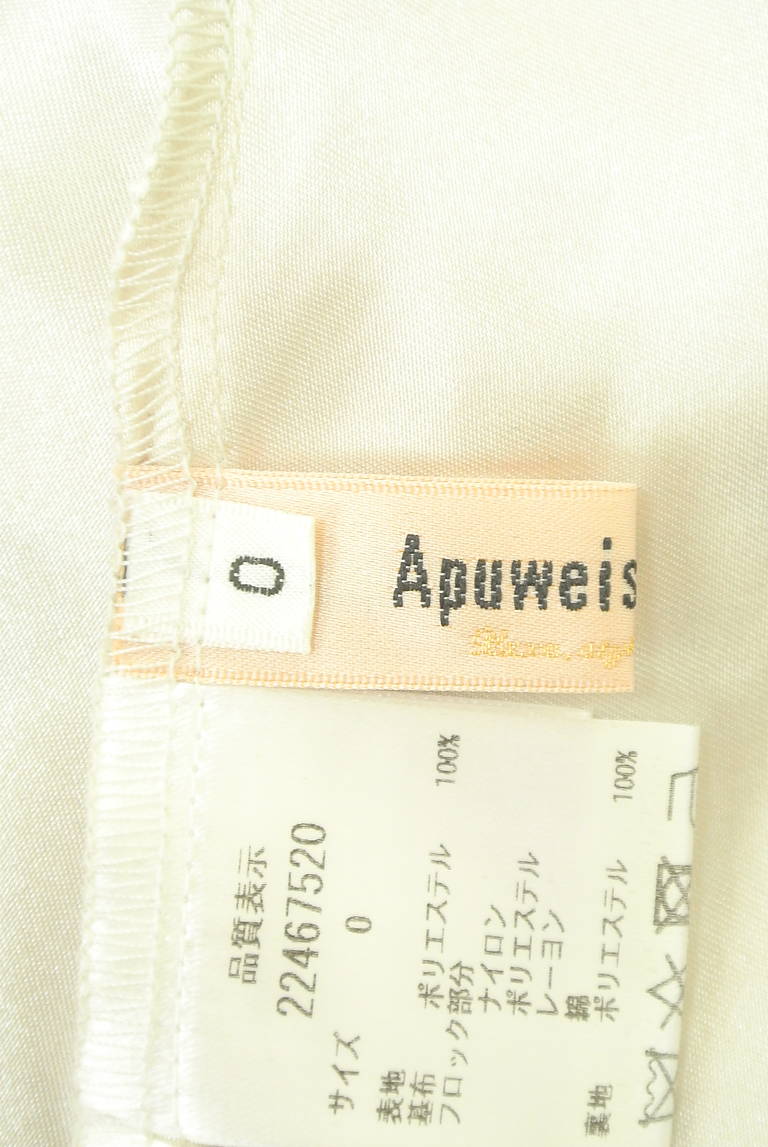 0
Apuweis
品質表示
22467520
サイズ 0
表地
基布 ポリエステル 100%
フロック部分
ナイロン
ポリエステル
レーヨン
綿
裏地 ポリエステル 100%